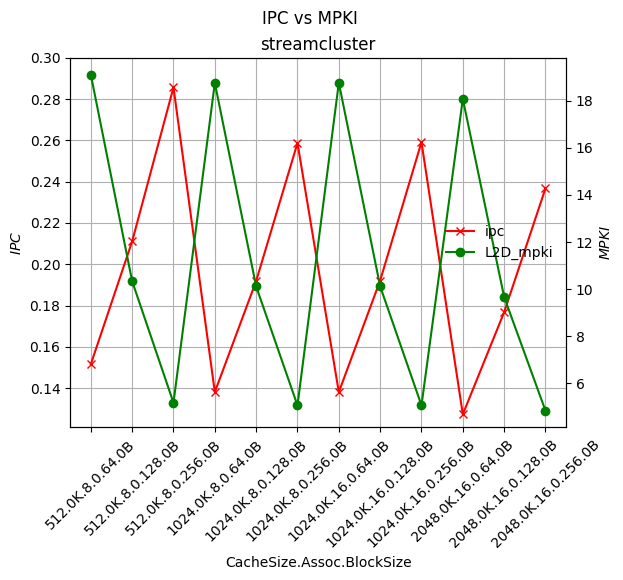 IPC vs MPKI
streamcluster
0.30
0.28
0.26
0.24
0.22
0.20
0.18
0.16
0.14
IPC
18
16
14
12
10
8
6
MPKI
ipc
L2D_mpki
512.0K.8.0.64.0B
512.0K.8.0.128.0B
512.0K.8.0.256.0B
1024.0K.8.0.64.0B
1024.0K.8.0.128.0B
1024.0K.8.0.256.0B
1024.0K.16.0.64.0B
1024.0K.16.0.128.0B
1024.0K.16.0.256.0B
2048.0K.16.0.64.0B
2048.0K.16.0.128.0B
2048.0K.16.0.256.0B
CacheSize.Assoc.BlockSize